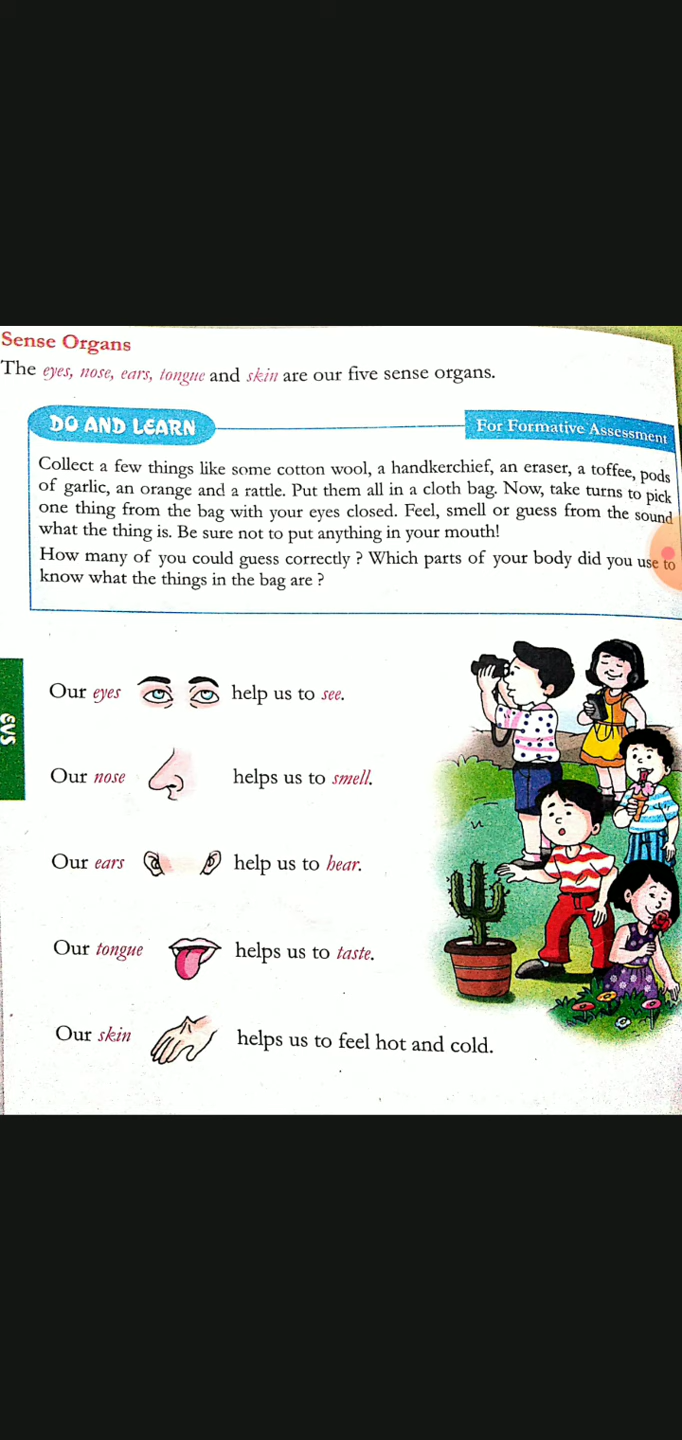 Sense Organs
The eyes, nose, ears, tongue and skin are our five sense organs.
DO AND LEARN
For Formative Assessment
Collect a few things like some cotton wool, a handkerchief, an eraser, a toffee, pods
of garlic, an orange and a rattle. Put them all in a cloth bag. Now, take turns to pick
one thing from the bag with your eyes closed. Feel, smell or guess from the sound
what the thing is. Be sure not to put anything in your mouth!
How many of you could guess correctly ? Which parts of your body did you use to
know what the things in the bag are ?
EVS
Our eyes help us to see.
Our nose helps us to smell.
Our ears help us to hear.
Our tongue helps us to taste.
Our skin helps us to feel hot and cold.